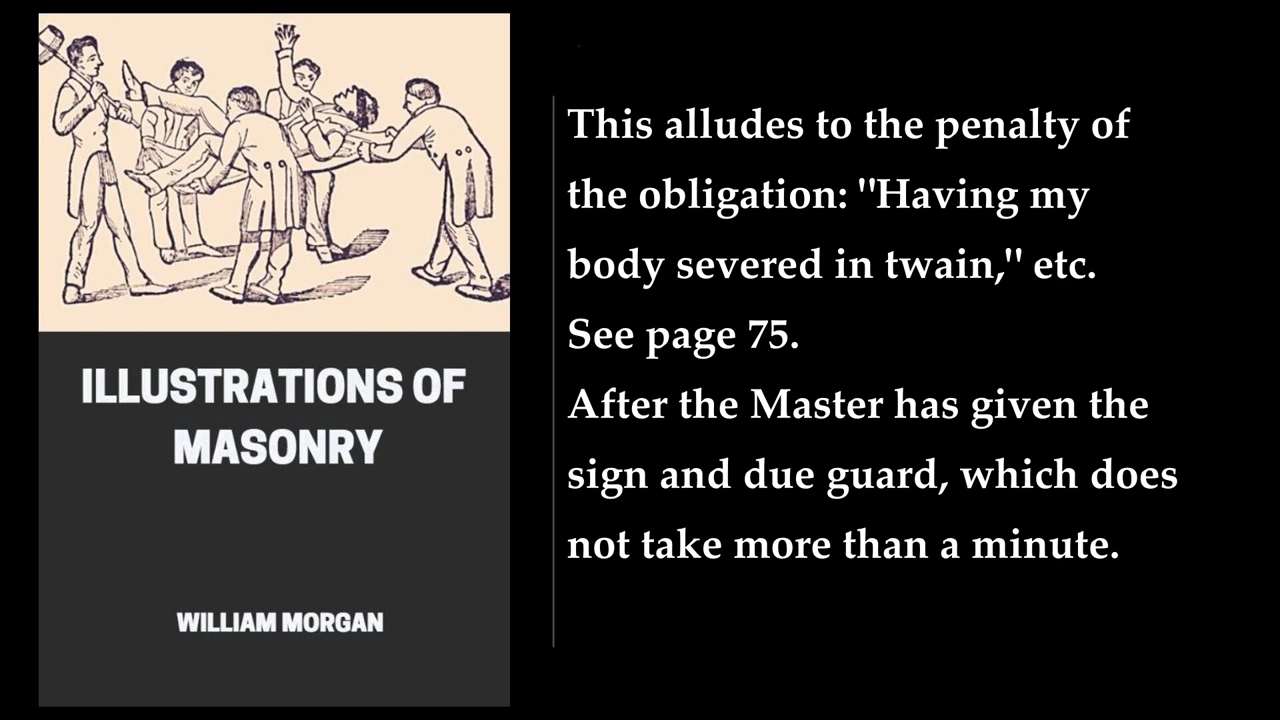 ILLUSTRATIONS OF
MASONRY
WILLIAM MORGAN
This alludes to the penalty of
the obligation: "Having my
body severed in twain," etc.
See page 75.
After the Master has given the
sign and due guard, which does
not take more than a minute.